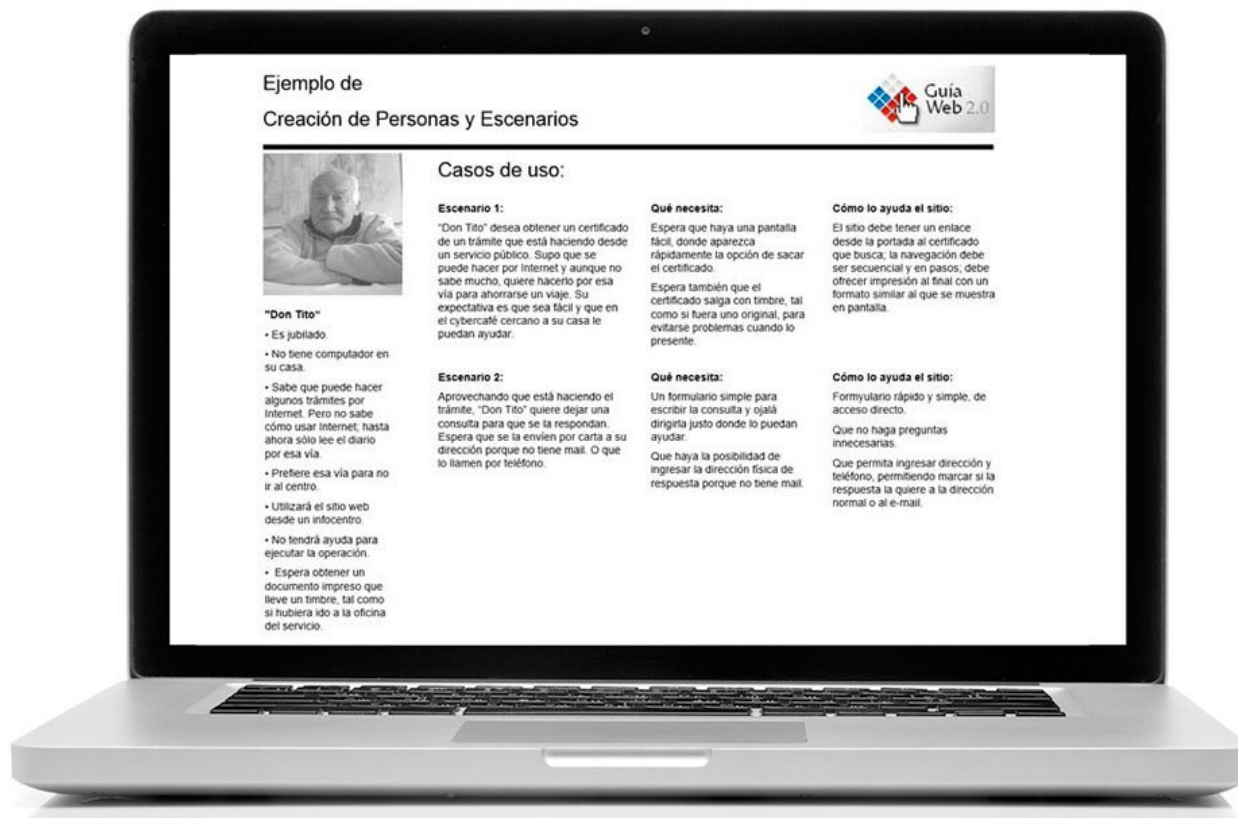 Ejemplo de
Creación de Personas y Escenarios
Guía
Web 2.0
"Don Tito“
• Es jubilado.
• No tiene computador en
su casa.
• Sabe que puede hacer
algunos trámites por
Internet. Pero no sabe
cómo usar Internet; hasta
ahora sólo lee el diario
por esa vía.
• Prefiere esa vía para no
ir al centro.
• Utilizará el sitio web
desde un infocentro.
• No tendrá ayuda para
ejecutar la operación.
• Espera obtener un
documento impreso que
lleve un timbre, tal como
si hubiera ido a la oficina
del servicio.
Casos de uso:
Escenario 1:
"Don Tito" desea obtener un certificado
de un trámite que está haciendo desde
un servicio público. Supo que se
puede hacer por Internet y aunque no
sabe mucho, quiere hacerlo por esa
vía para ahorrarse un viaje. Su
expectativa es que sea fácil y que en
el cybercafé cercano a su casa le
puedan ayudar.
Qué necesita:
Espera que haya una pantalla
fácil, donde aparezca
rápidamente la opción de sacar
el certificado.
Espera también que el
certificado salga con timbre, tal
como si fuera uno original, para
evitarse problemas cuando lo
presente.
Cómo lo ayuda el sitio:
El sitio debe tener un enlace
desde la portada al certificado
que busca; la navegación debe
ser secuencial y en pasos; debe
ofrecer impresión al final con un
formato similar al que se muestra
en pantalla.
Escenario 2:
Aprovechando que está haciendo el
trámite, "Don Tito" quiere dejar una
consulta para que se la respondan.
Espera que se la envíen por carta a su
dirección porque no tiene mail. O que
lo llamen por teléfono.
Qué necesita:
Un formulario simple para
escribir la consulta y ojalá
dirigirla justo donde lo puedan
ayudar.
Que haya la posibilidad de
ingresar la dirección física de
respuesta porque no tiene mail.
Cómo lo ayuda el sitio:
Formyulario rápido y simple, de
acceso directo.
Que no haga preguntas
innecesarias.
Que permita ingresar dirección y
teléfono, permitiendo marcar si la
respuesta la quiere a la dirección
normal o al e-mail.